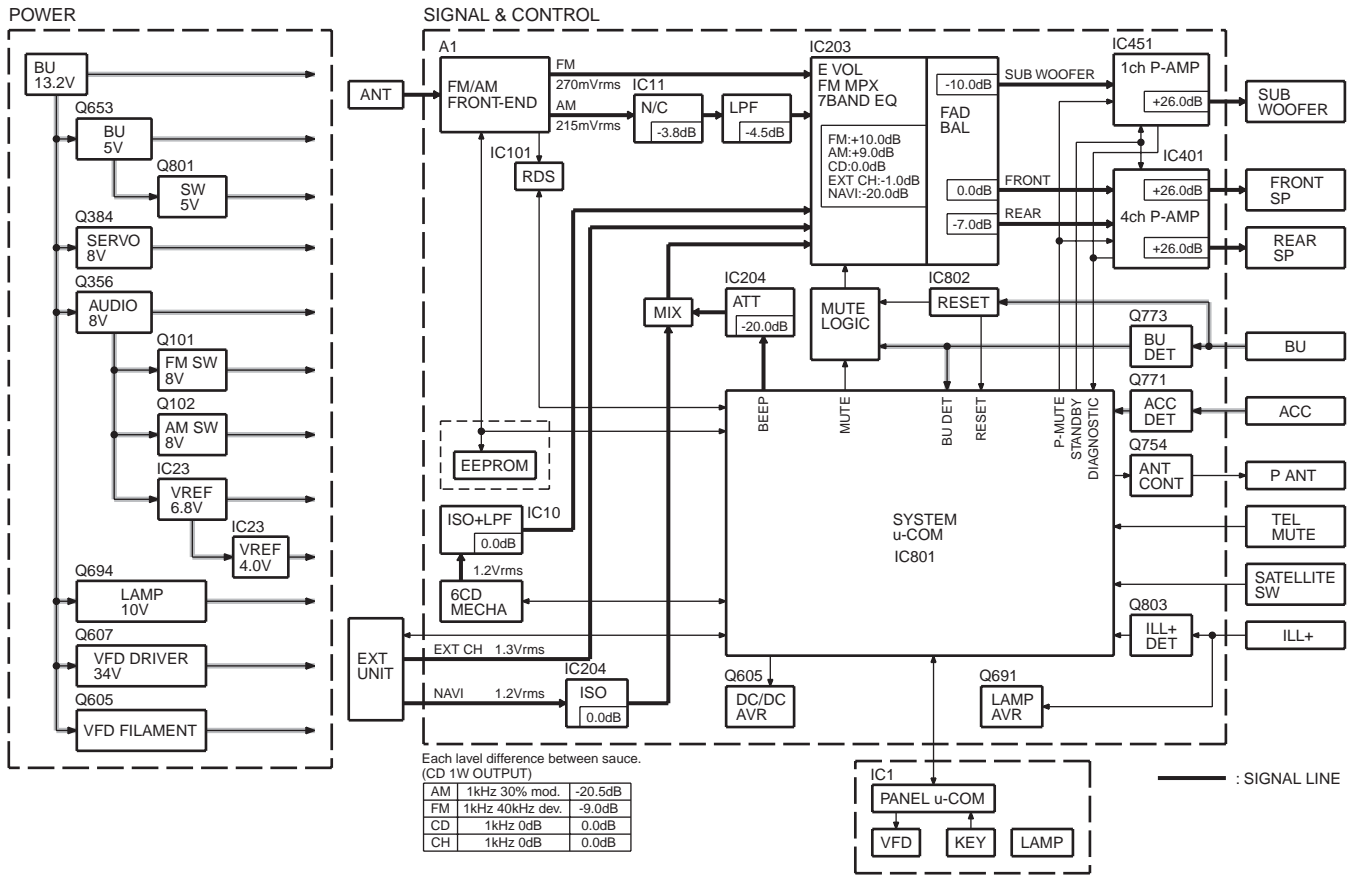 POWER
BU
13.2V
Q653
BU
5V
Q801
SW
5V
Q384
SERVO
8V
Q356
AUDIO
8V
Q101
FM SW
8V
Q102
AM SW
8V
IC23
VREF
6.8V
IC23
VREF
4.0V
Q694
LAMP
10V
Q607
VFD DRIVER
34V
Q605
VFD FILAMENT
SIGNAL & CONTROL
ANT
A1
FM/AM
FRONT-END
FM
270mVrms
AM
215mVrms
IC11
N/C
-3.8dB
LPF
-4.5dB
IC101
RDS
IC203
E VOL
FM MPX
7BAND EQ
FM:+10.0dB
AM:+9.0dB
CD:0.0dB
EXT CH:-1.0dB
NAVI:-20.0dB
-10.0dB
FAD
BAL
0.0dB
-7.0dB
SUB WOOFER
FRONT
REAR
IC451
1ch P-AMP
+26.0dB
IC401
+26.0dB
4ch P-AMP
+26.0dB
SUB
WOOFER
FRONT
SP
REAR
SP
IC204
ATT
-20.0dB
MIX
MUTE
LOGIC
IC802
RESET
Q773
BU
DET
BU
Q771
ACC
DET
ACC
Q754
ANT
CONT
P ANT
TEL
MUTE
SATELLITE
SW
Q803
ILL+
DET
ILL+
BEEP
MUTE
BU DET
RESET
P-MUTE
STANDBY
DIAGNOSTIC
SYSTEM
u-COM
IC801
EEPROM
ISO+LPF
0.0dB
IC10
1.2Vrms
6CD
MECHA
EXT
UNIT
EXT CH 1.3Vrms
NAVI 1.2Vrms
IC204
ISO
0.0dB
Q605
DC/DC
AVR
Q691
LAMP
AVR
Each lavel difference between sauce.
(CD 1W OUTPUT)
AM 1kHz 30% mod. -20.5dB
FM 1kHz 40kHz dev. -9.0dB
CD 1kHz 0dB 0.0dB
CH 1kHz 0dB 0.0dB
IC1
PANEL u-COM
VFD
KEY
LAMP
: SIGNAL LINE